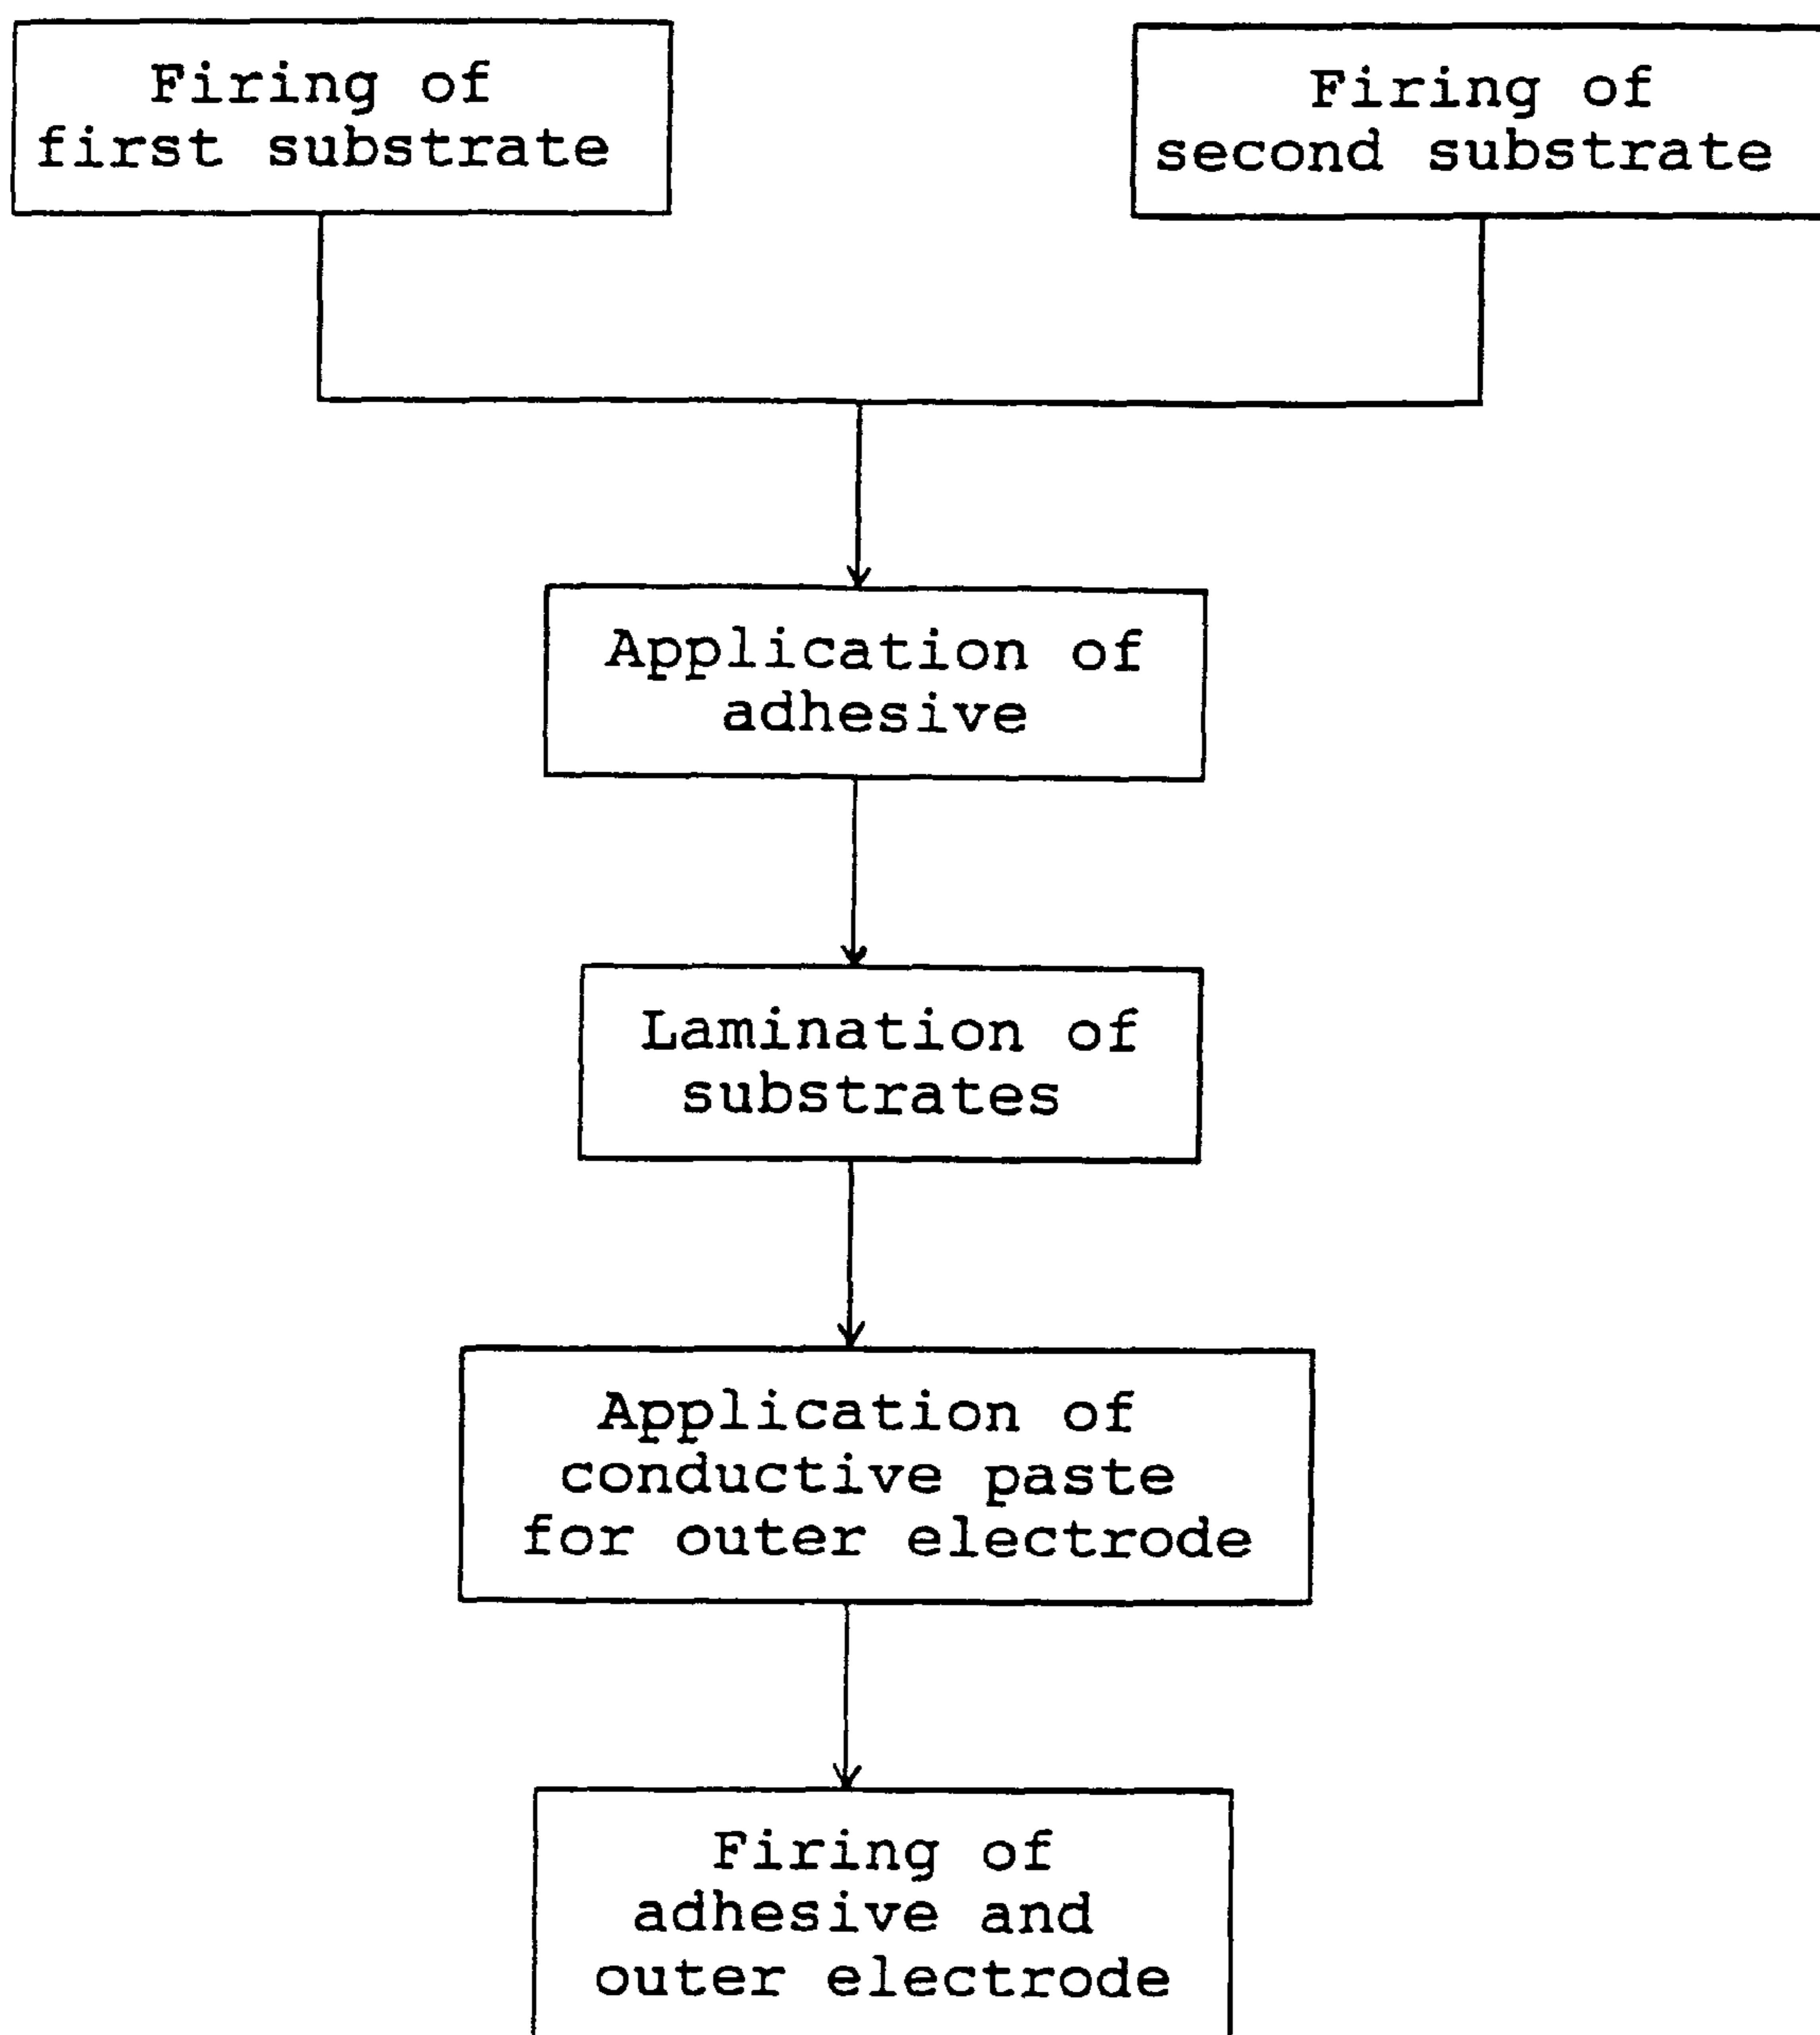 Firing of
first substrate
Firing of
second substrate
Application of
adhesive
Lamination of
substrates
Application of
conductive paste
for outer electrode
Firing of
adhesive and
outer electrode